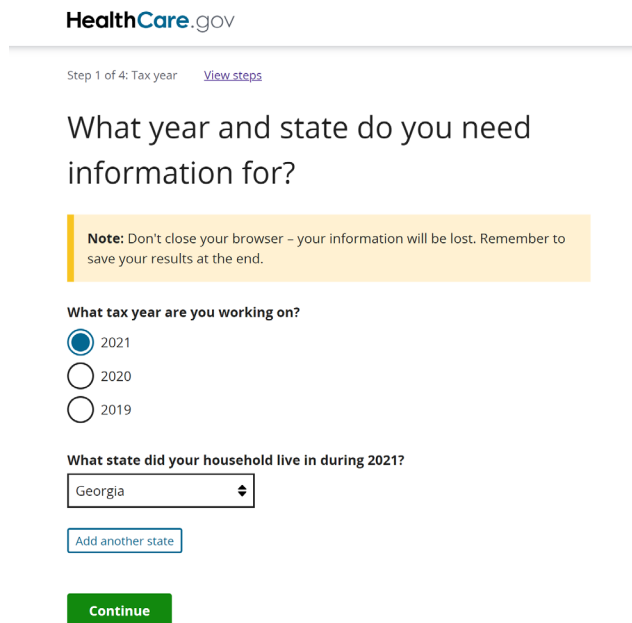 HealthCare.gov
Step 1 of 4: Tax year View steps
What year and state do you need
information for?
Note: Don't close your browser – your information will be lost. Remember to
save your results at the end.
What tax year are you working on?
2021
2020
2019
What state did your household live in during 2021?
Georgia
Add another state
Continue